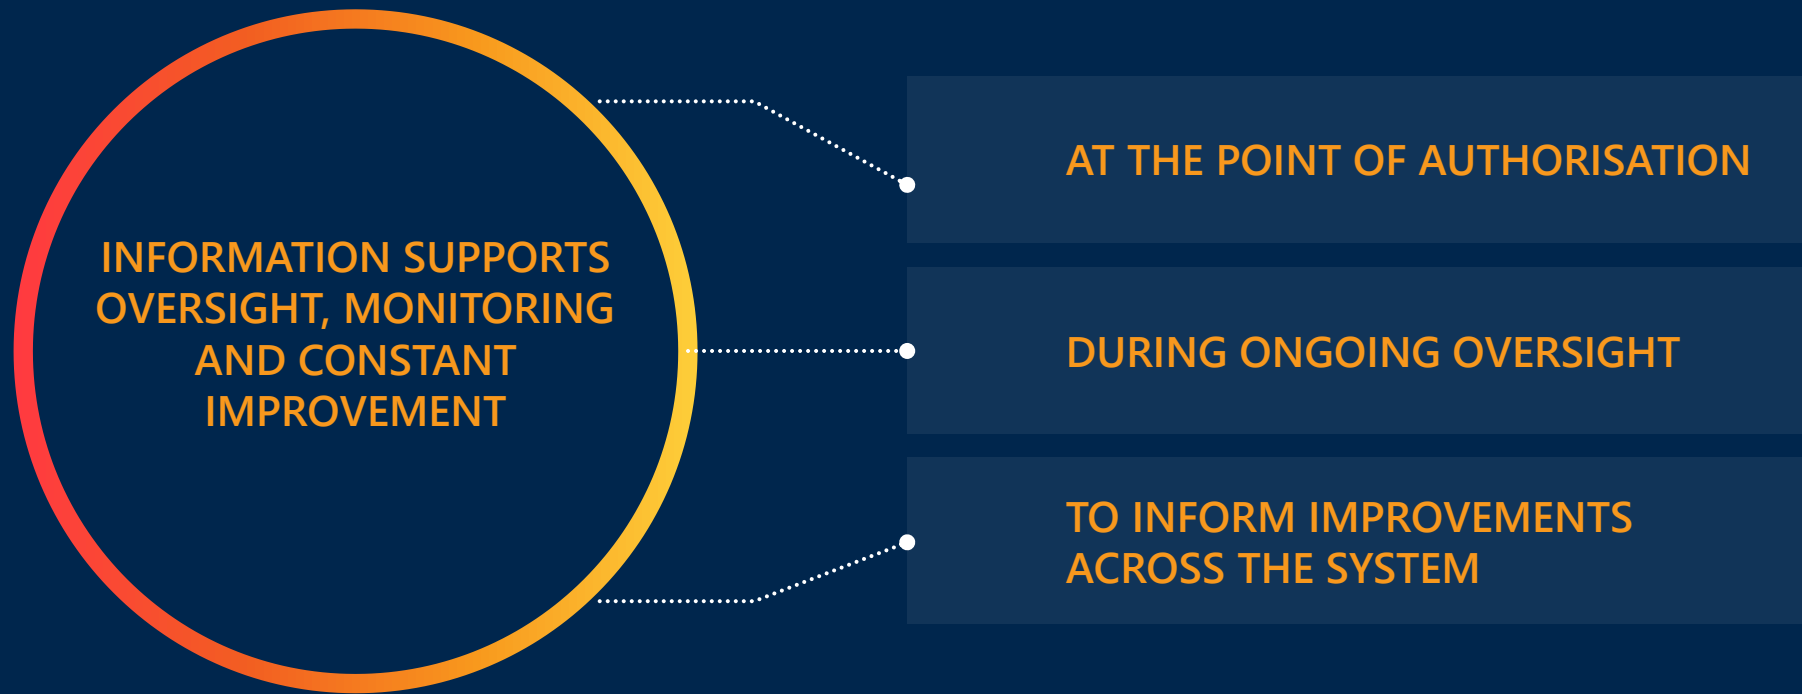 INFORMATION SUPPORTS
OVERSIGHT, MONITORING
AND CONSTANT
IMPROVEMENT
AT THE POINT OF AUTHORISATION
DURING ONGOING OVERSIGHT
TO INFORM IMPROVEMENTS
ACROSS THE SYSTEM